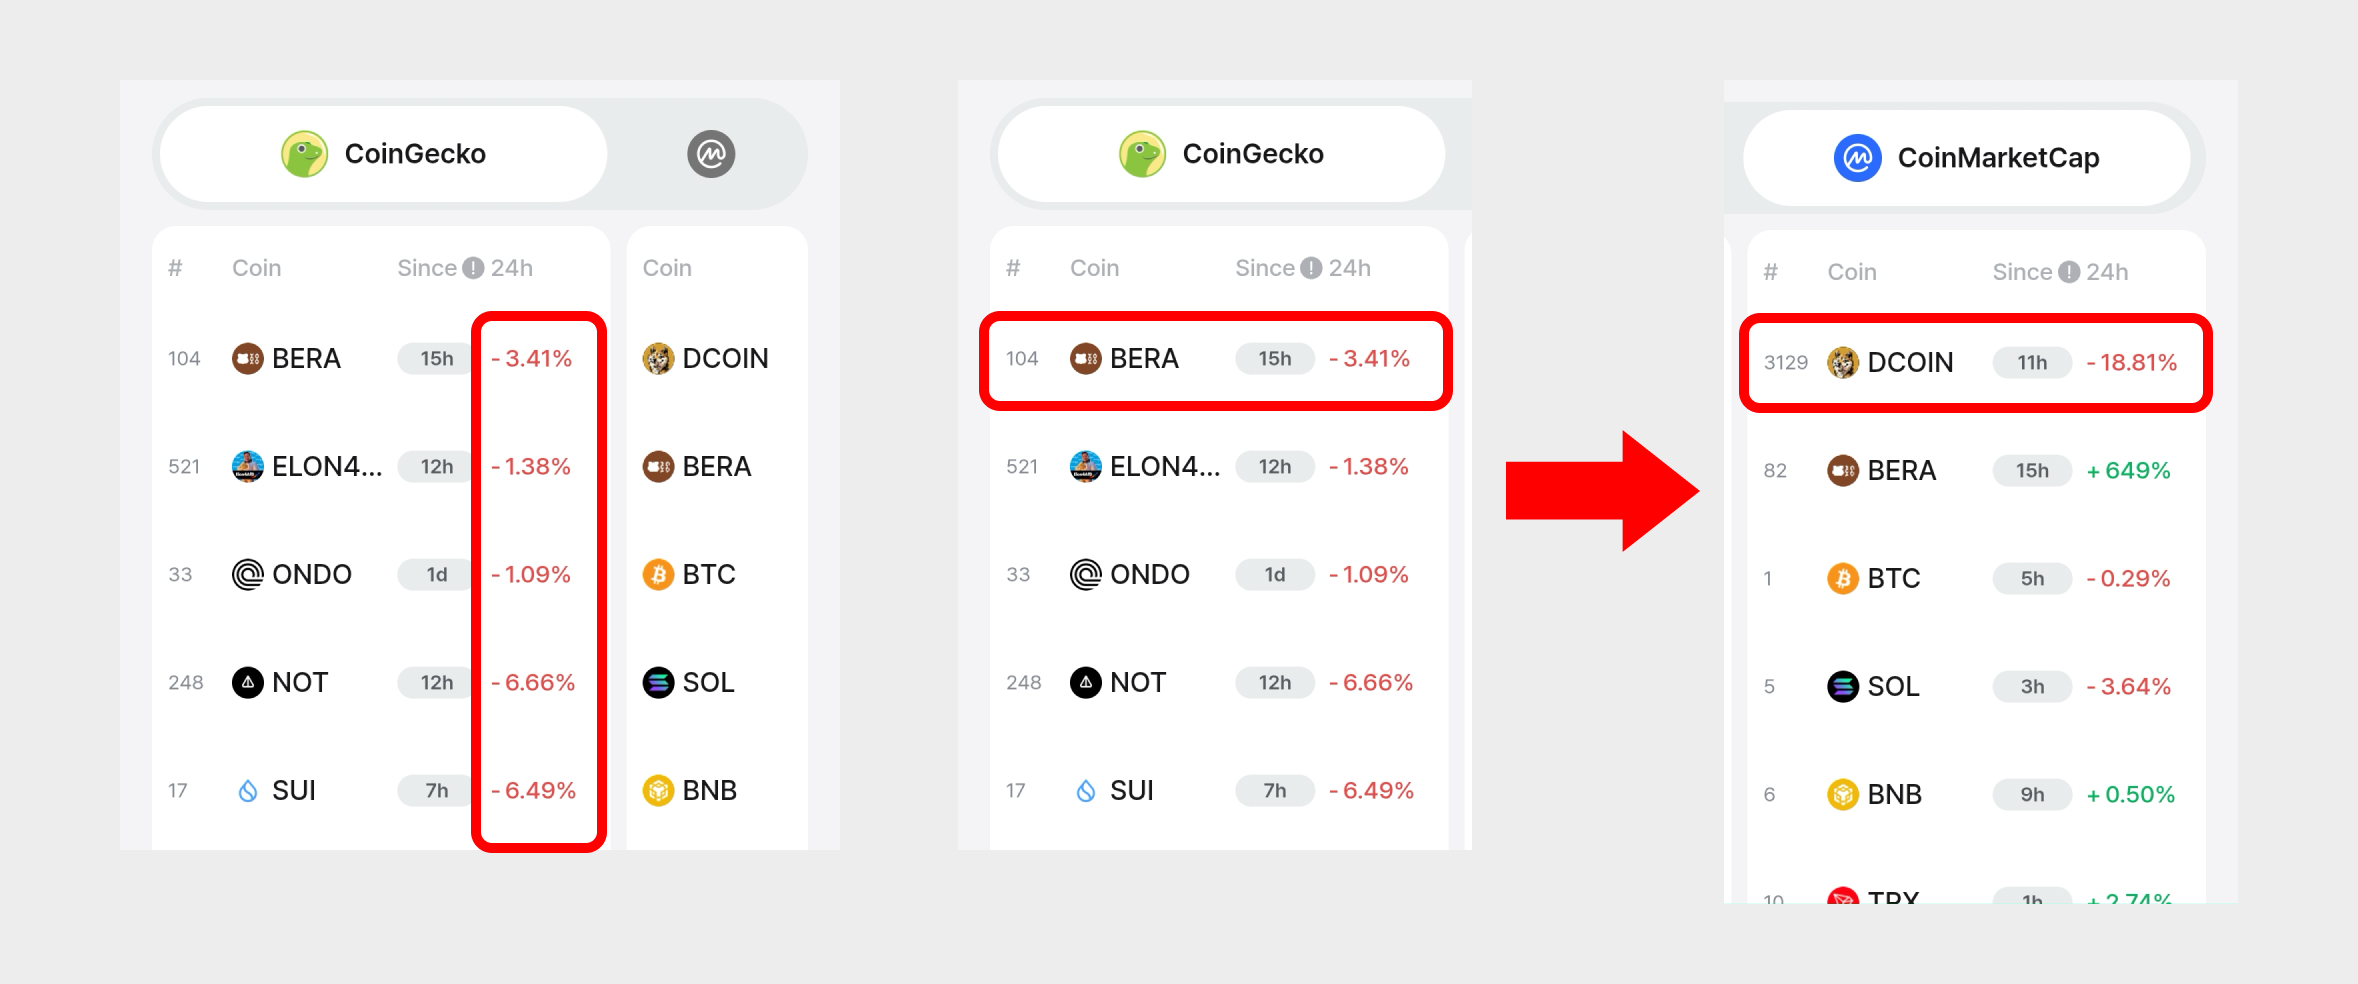 CoinGecko
# Coin Since ! 24h Coin
104 BERA 15h - 3.41% DCOIN
521 ELON4... 12h - 1.38% BERA
33 ONDO 1d - 1.09% BTC
248 NOT 12h - 6.66% SOL
17 SUI 7h - 6.49% BNB
CoinGecko
# Coin Since ! 24h
104 BERA 15h - 3.41%
521 ELON4... 12h - 1.38%
33 ONDO 1d - 1.09%
248 NOT 12h - 6.66%
17 SUI 7h - 6.49%
CoinMarketCap
# Coin Since ! 24h
3129 DCOIN 11h - 18.81%
82 BERA 15h + 649%
1 BTC 5h - 0.29%
5 SOL 3h - 3.64%
6 BNB 9h + 0.50%
10 TRX 1h + 2.74%